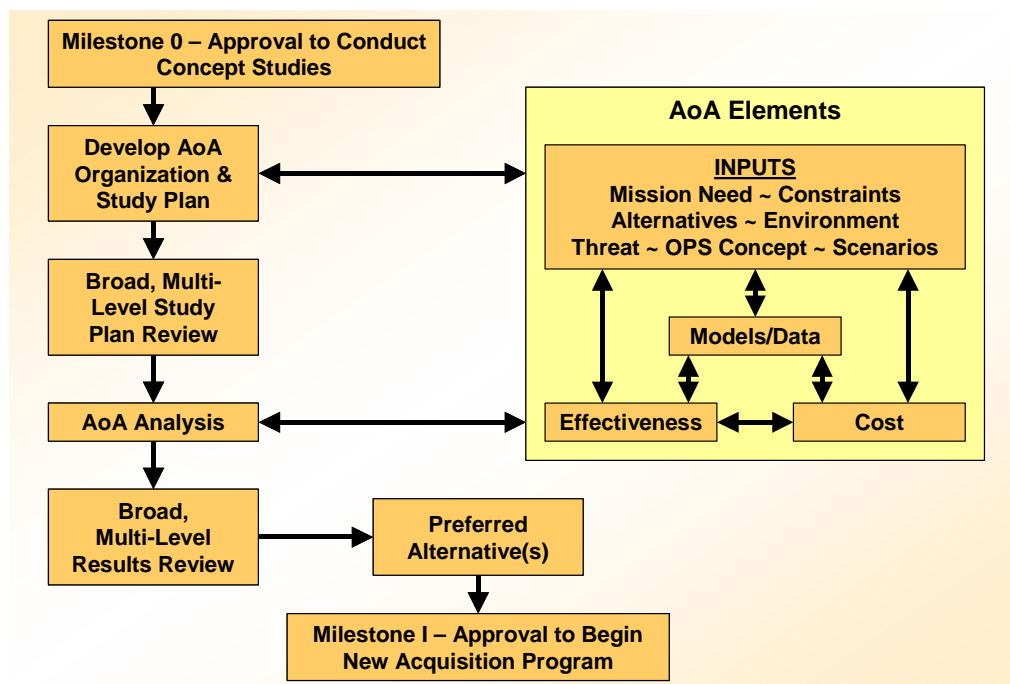 Milestone 0 – Approval to Conduct
Concept Studies
Develop AoA
Organization &
Study Plan
Broad, Multi-
Level Study
Plan Review
AoA Analysis
Broad,
Multi-Level
Results Review
Preferred
Alternative(s)
Milestone I – Approval to Begin
New Acquisition Program
AoA Elements
INPUTS
Mission Need ~ Constraints
Alternatives ~ Environment
Threat ~ OPS Concept ~ Scenarios
Models/Data
Effectiveness
Cost